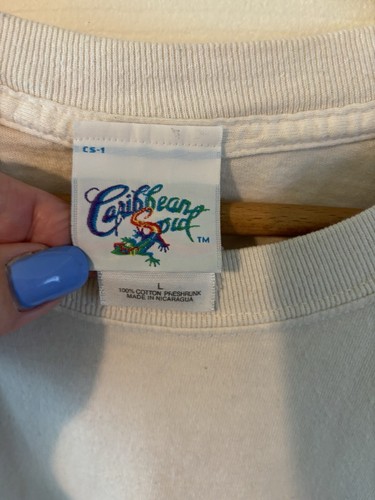 CS-1
Caribbean
Soul
TM
L
100% COTTON PRESHRUNK
MADE IN NICARAGUA